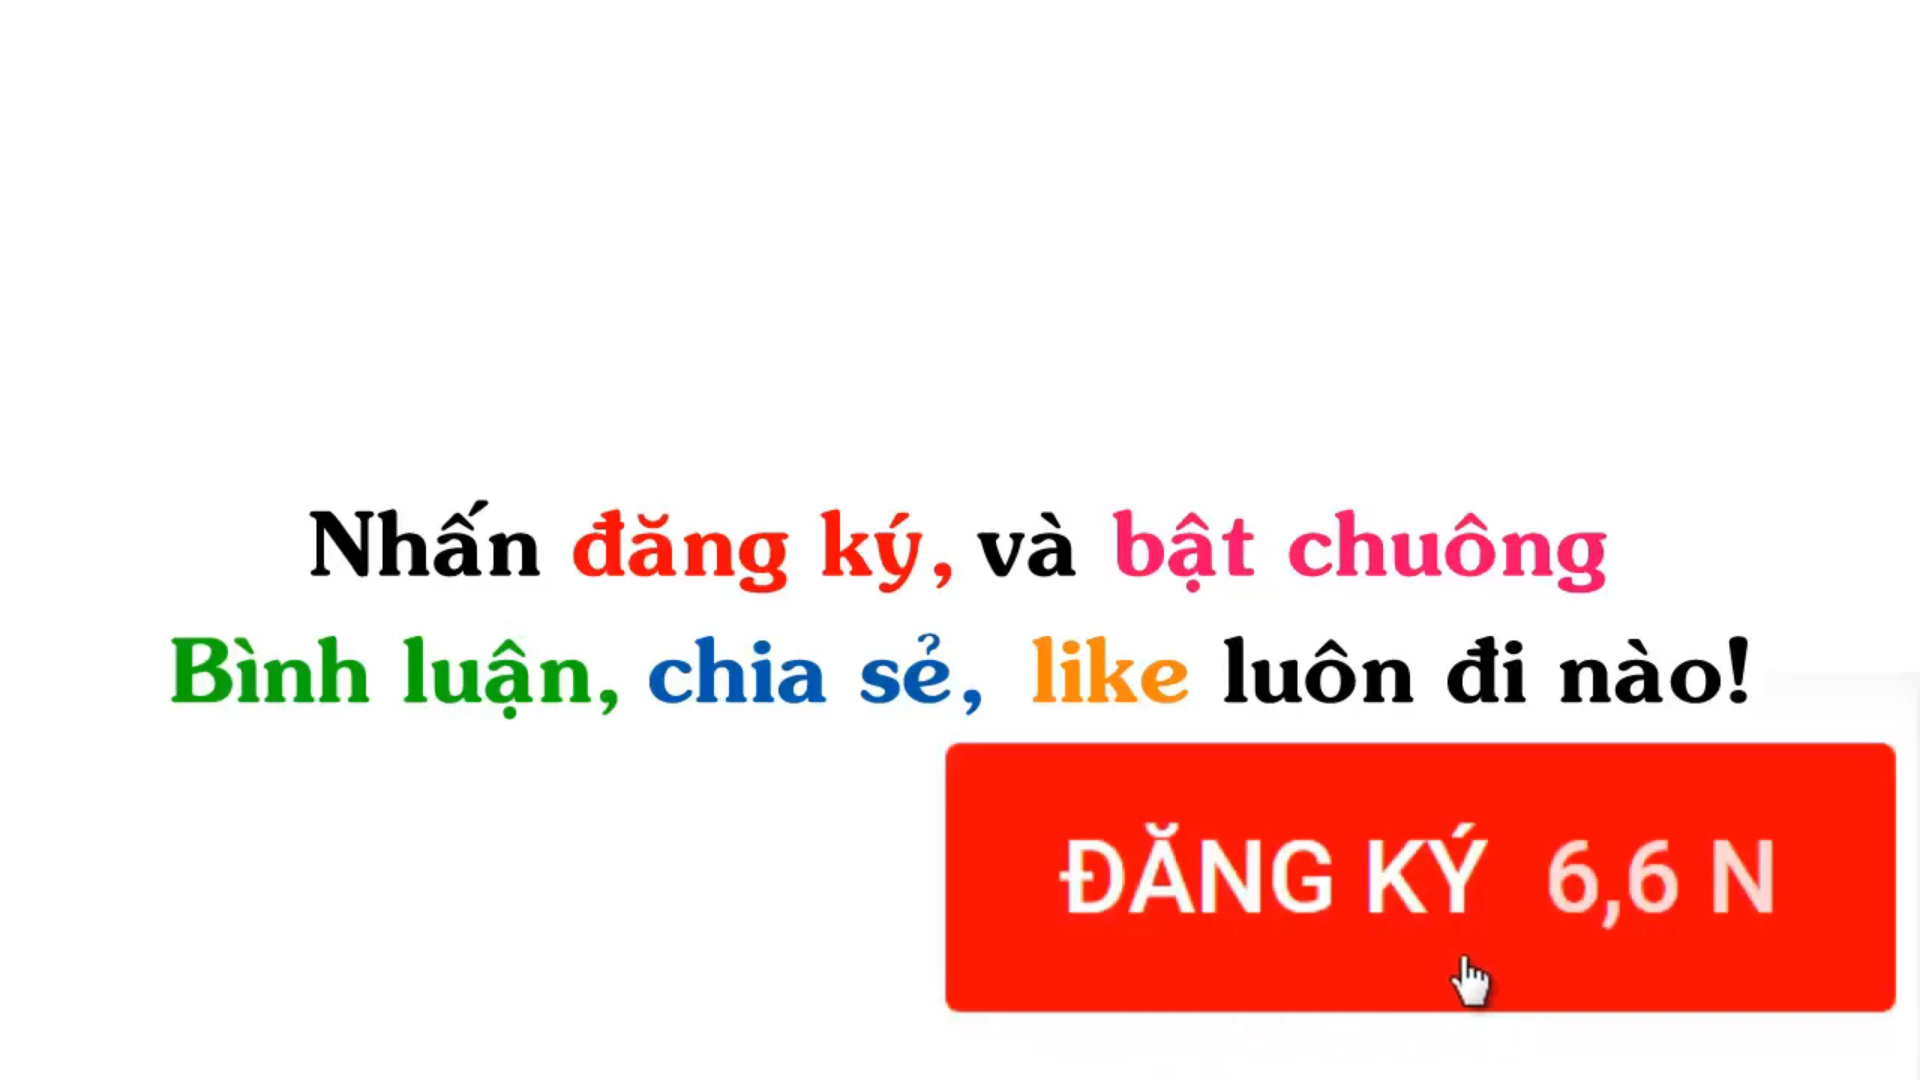 Nhấn đăng ký, và bật chuông
Bình luận, chia sẻ, like luôn đi nào!
ĐĂNG KÝ 6,6 N